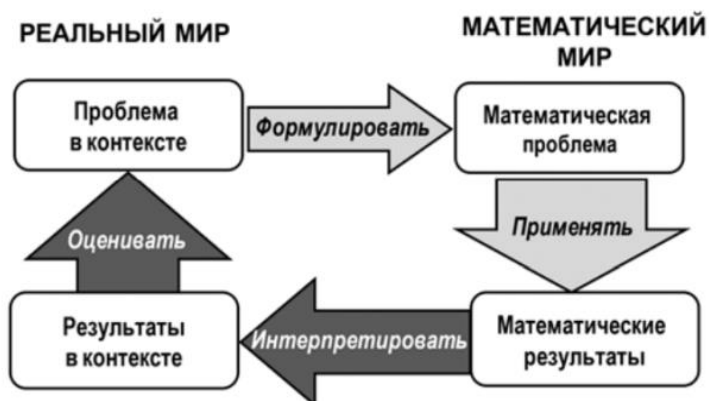 РЕАЛЬНЫЙ МИР
МАТЕМАТИЧЕСКИЙ
МИР
Проблема
в контексте
Формулировать
Математическая
проблема
Оценивать
Применять
Результаты
в контексте
Интерпретировать
Математические
результаты